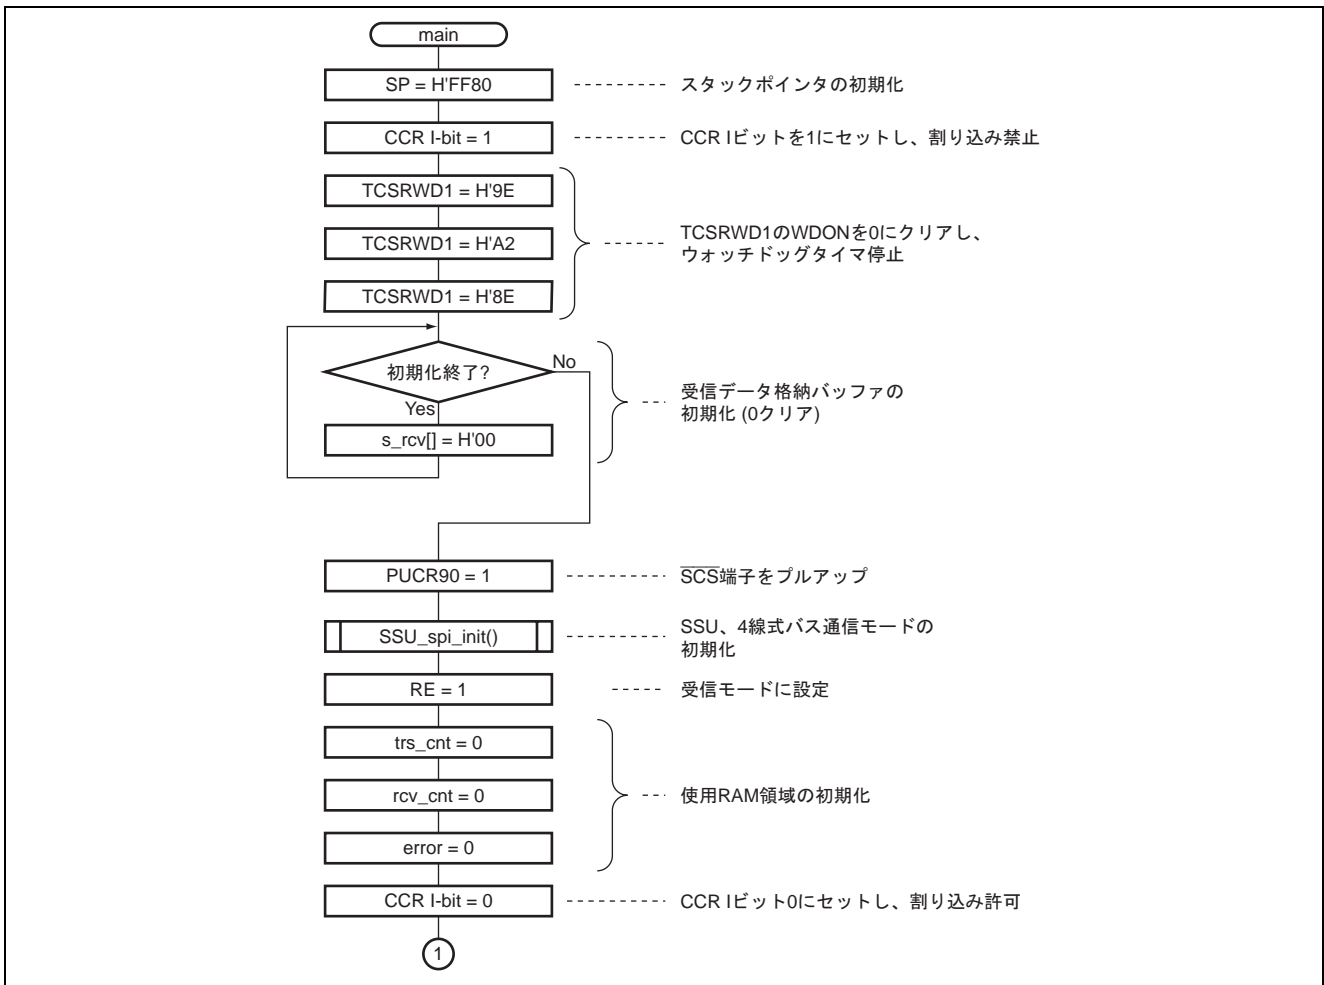 main
SP = H'FF80
スタックポインタの初期化
CCR I-bit = 1
CCR Iビットを1にセットし、割り込み禁止
TCSRWD1 = H'9E
TCSRWD1 = H'A2
TCSRWD1のWDONを0にクリアし、
ウォッチドッグタイマ停止
TCSRWD1 = H'8E
初期化終了?
No
Yes
受信データ格納バッファの
初期化 (0クリア)
s_rcv[] = H'00
PUCR90 = 1
S̅C̅S̅端子をプルアップ
SSU_spi_init()
SSU、4線式バス通信モードの
初期化
RE = 1
受信モードに設定
trs_cnt = 0
rcv_cnt = 0
使用RAM領域の初期化
error = 0
CCR I-bit = 0
CCR Iビット0にセットし、割り込み許可
1